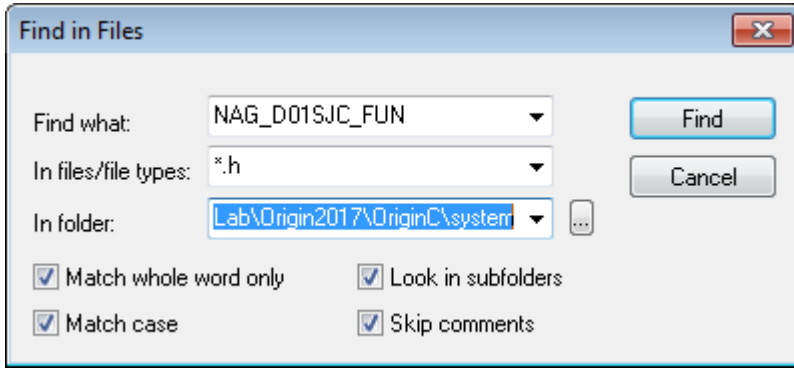 Find in Files
Find what: NAG_D01SJC_FUN Find
In files/file types: *.h Cancel
In folder: Lab\Origin2017\OriginC\system ...
Match whole word only Look in subfolders
Match case Skip comments